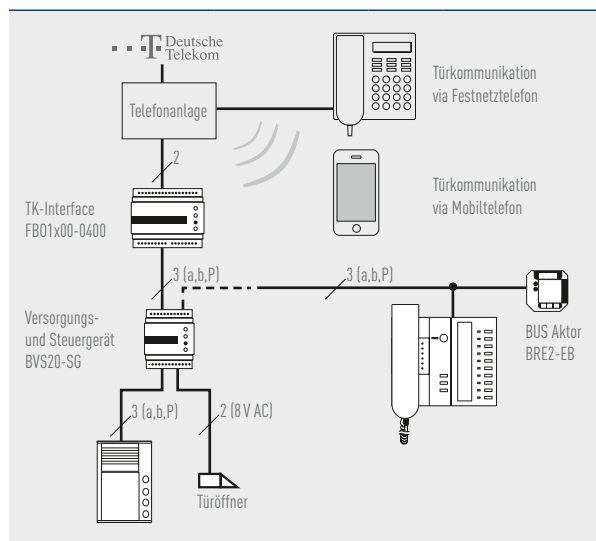 T Deutsche
Telekom
Telefonanlage
Türkommunikation
via Festnetztelefon
2
Türkommunikation
via Mobiltelefon
TK-Interface
FB01x00-0400
3 (a,b,P)
3 (a,b,P)
Versorgungs-
und Steuergerät
BVS20-SG
BUS Aktor
BRE2-EB
3 (a,b,P)
2 (8 V AC)
Türöffner